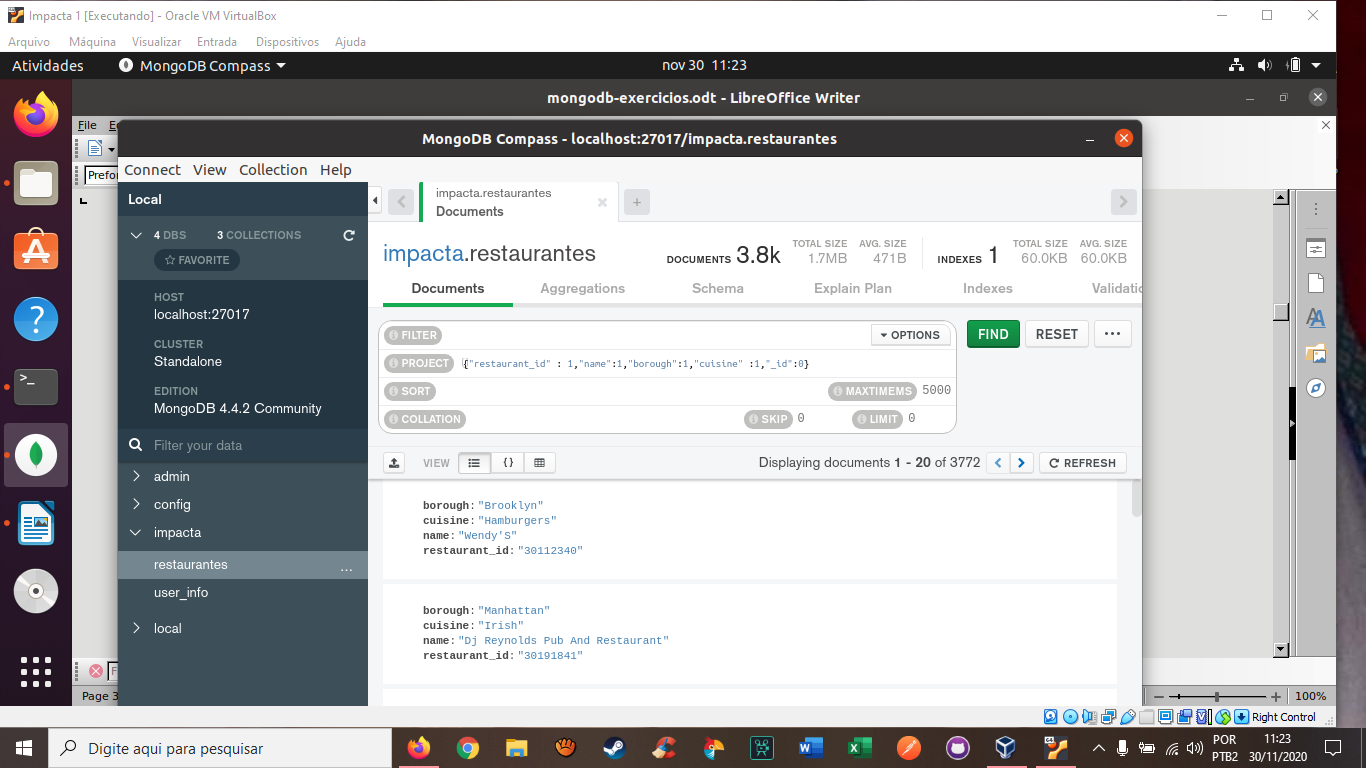 Impacta 1 [Executando] - Oracle VM VirtualBox
Arquivo Máquina Visualizar Entrada Dispositivos Ajuda
Atividades MongoDB Compass nov 30 11:23
mongodb-exercicios.odt - LibreOffice Writer
File
MongoDB Compass - localhost:27017/impacta.restaurantes
Connect View Collection Help
Local
4 DBS 3 COLLECTIONS
FAVORITE
HOST
localhost:27017
CLUSTER
Standalone
EDITION
MongoDB 4.4.2 Community
Filter your data
admin
config
impacta
restaurantes ...
user_info
local
impacta.restaurantes
Documents
impacta.restaurantes
DOCUMENTS 3.8k TOTAL SIZE 1.7MB AVG. SIZE 471B INDEXES 1 TOTAL SIZE 60.0KB AVG. SIZE 60.0KB
Documents Aggregations Schema Explain Plan Indexes Validatio
FILTER OPTIONS FIND RESET ...
PROJECT {"restaurant_id" : 1,"name":1,"borough":1,"cuisine" :1,"_id":0}
SORT MAXTIMEMS 5000
COLLATION SKIP 0 LIMIT 0
VIEW {} Displaying documents 1 - 20 of 3772 REFRESH
borough:"Brooklyn"
cuisine:"Hamburgers"
name:"Wendy'S"
restaurant_id:"30112340"
borough:"Manhattan"
cuisine:"Irish"
name:"Dj Reynolds Pub And Restaurant"
restaurant_id:"30191841"
Page 3 100%
Right Control
Digite aqui para pesquisar
POR
PTB2
11:23
30/11/2020